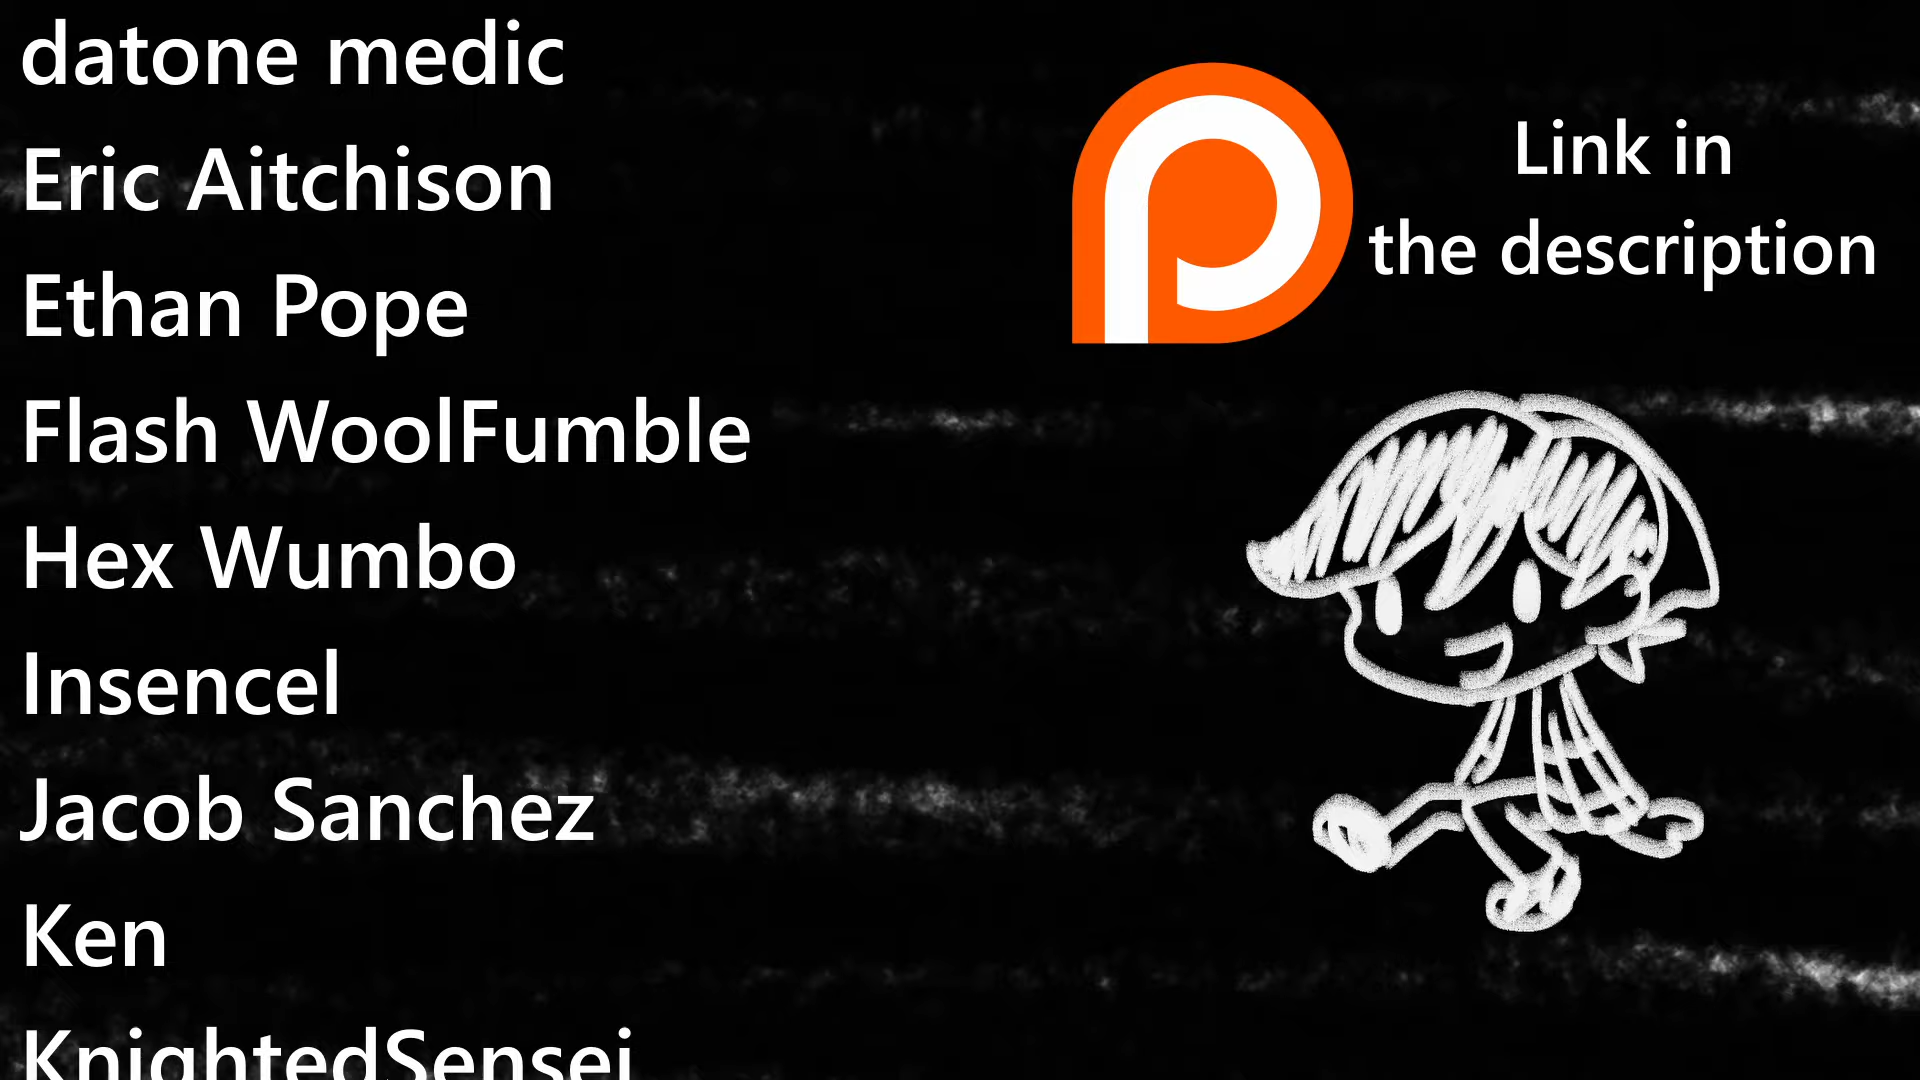 datone medic
Eric Aitchison
Ethan Pope
Flash WoolFumble
Hex Wumbo
Insencel
Jacob Sanchez
Ken
KnightedSensei
Link in
the description